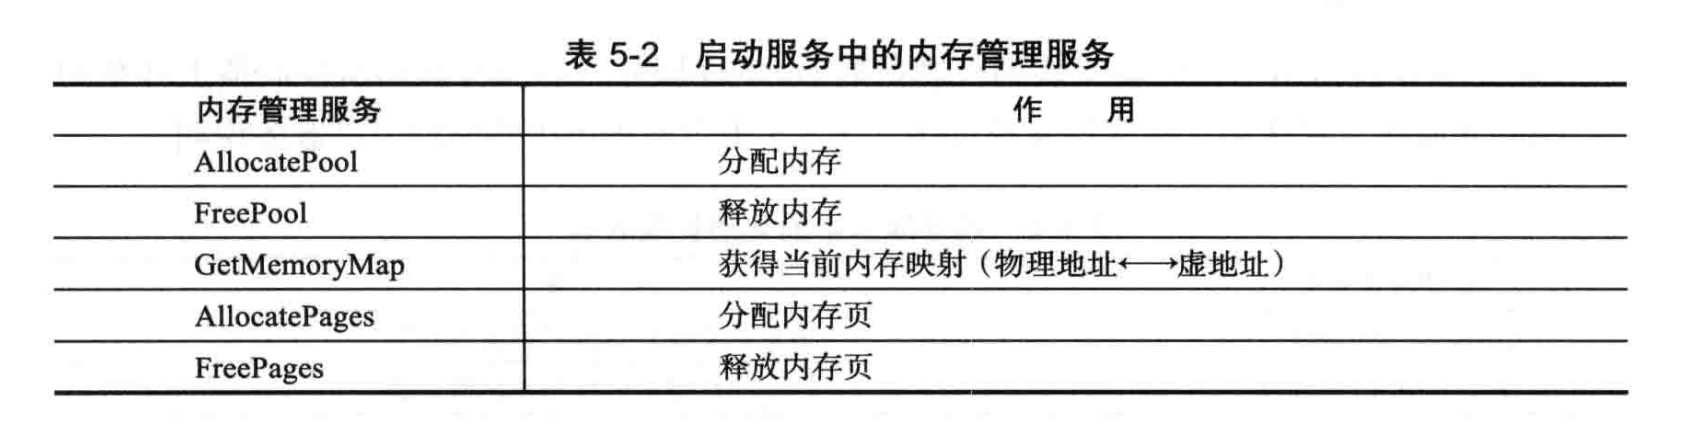 表 5-2 启动服务中的内存管理服务
内存管理服务 作 用
AllocatePool 分配内存
FreePool 释放内存
GetMemoryMap 获得当前内存映射（物理地址←→虚地址）
AllocatePages 分配内存页
FreePages 释放内存页